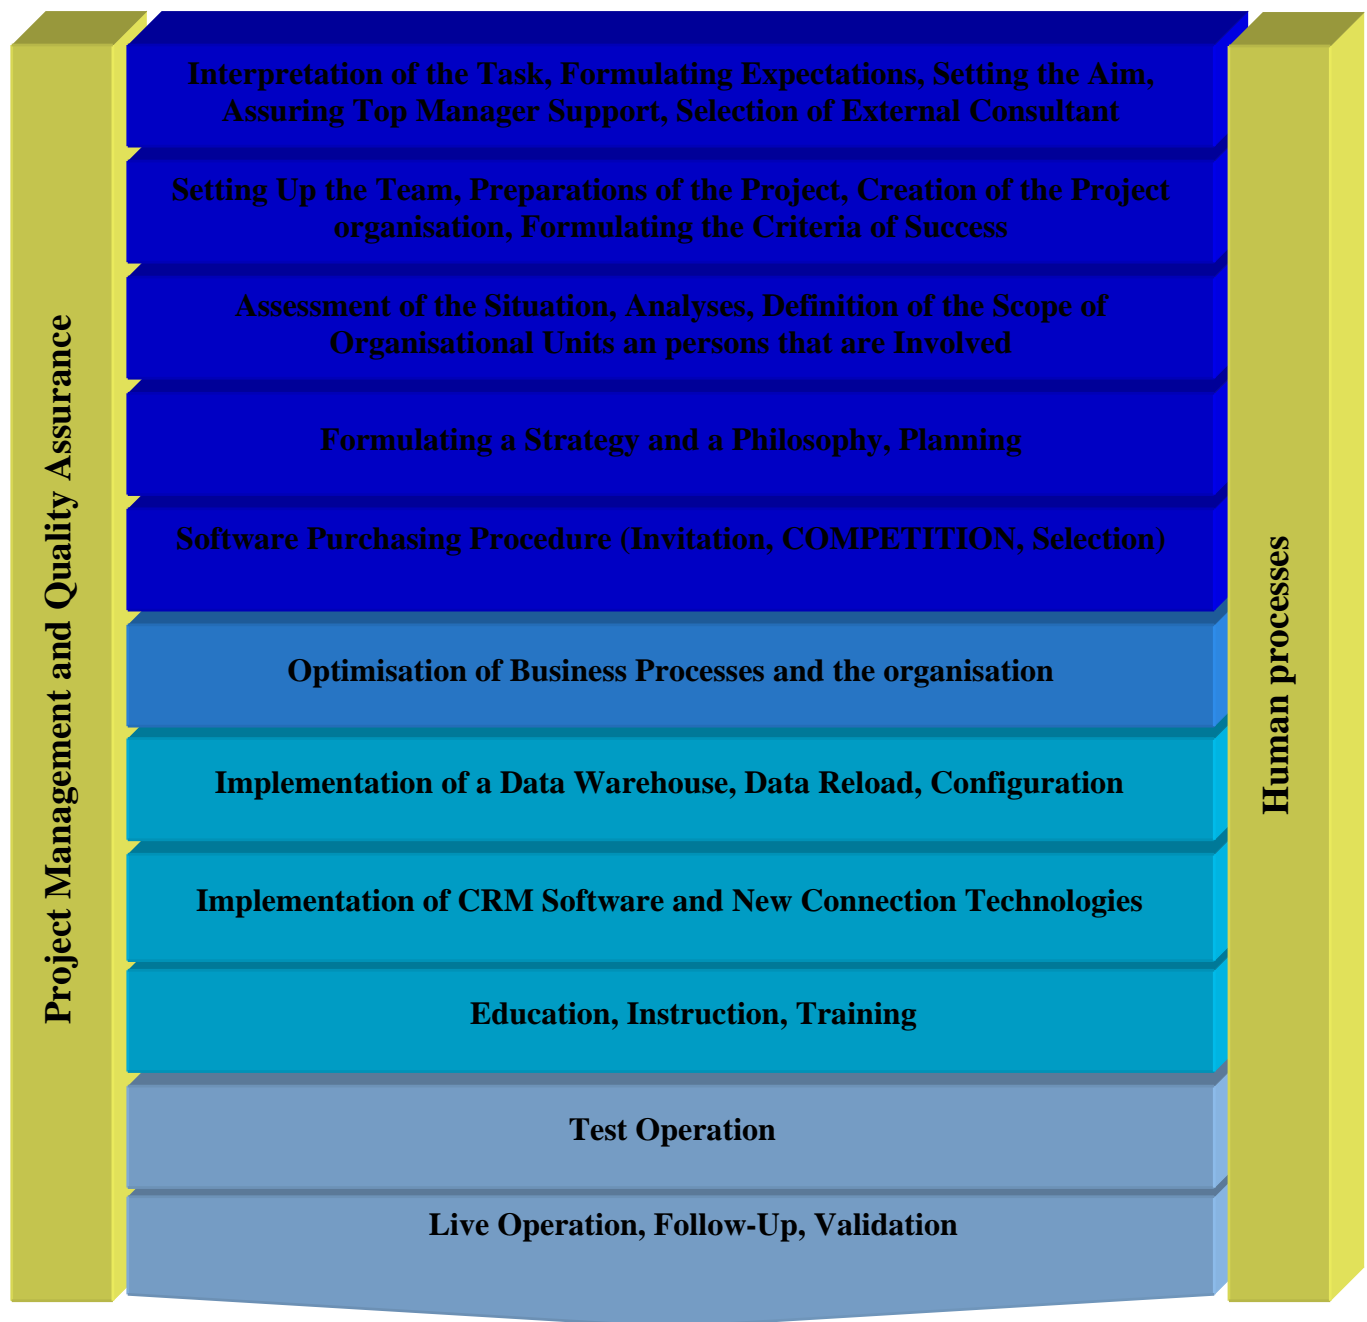 Interpretation of the Task, Formulating Expectations, Setting the Aim,
Assuring Top Manager Support, Selection of External Consultant
Setting Up the Team, Preparations of the Project, Creation of the Project
organisation, Formulating the Criteria of Success
Assessment of the Situation, Analyses, Definition of the Scope of
Organisational Units an persons that are Involved
Formulating a Strategy and a Philosophy, Planning
Software Purchasing Procedure (Invitation, COMPETITION, Selection)
Optimisation of Business Processes and the organisation
Implementation of a Data Warehouse, Data Reload, Configuration
Implementation of CRM Software and New Connection Technologies
Education, Instruction, Training
Test Operation
Live Operation, Follow-Up, Validation
Project Management and Quality Assurance
Human processes